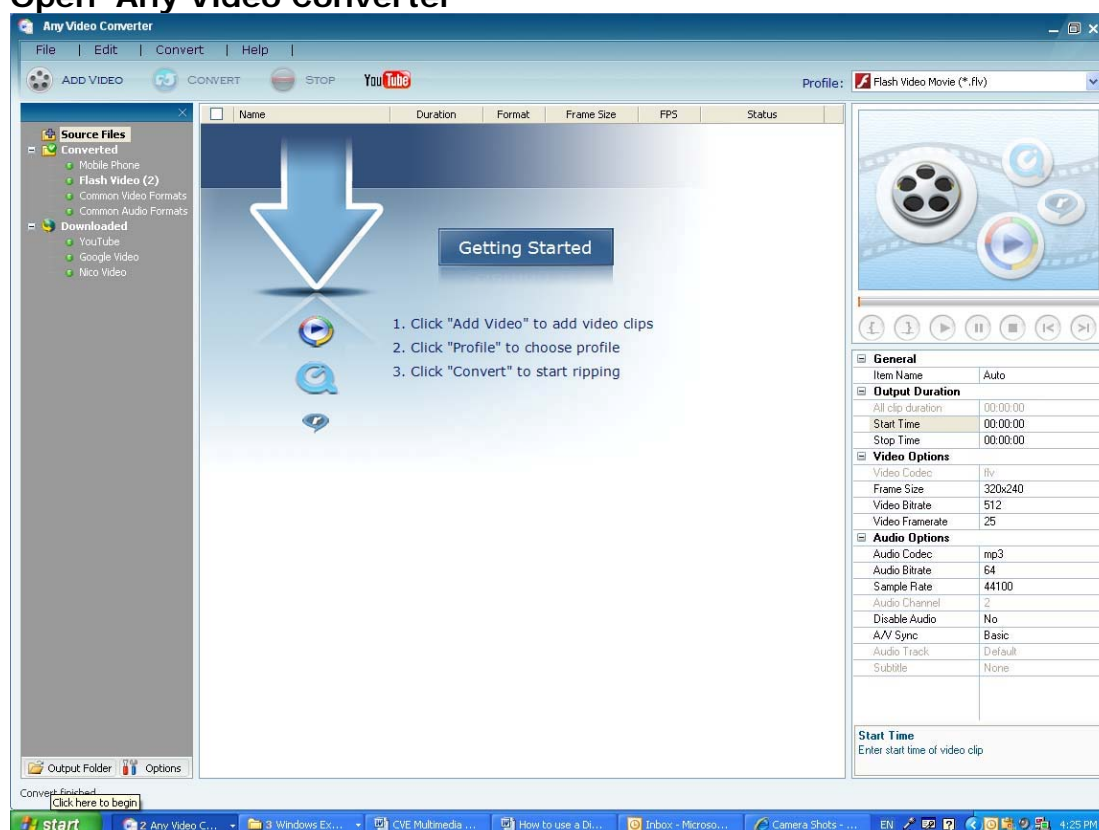 Open Any Video Converter
Any Video Converter
File | Edit | Convert | Help |
ADD VIDEO CONVERT STOP YouTube Profile: Flash Video Movie (*.flv)
Name Duration Format Frame Size FPS Status
Source Files
Converted
Mobile Phone
Flash Video (2)
Common Video Formats
Common Audio Formats
Downloaded
YouTube
Google Video
Nico Video
Getting Started
1. Click "Add Video" to add video clips
2. Click "Profile" to choose profile
3. Click "Convert" to start ripping
General
Item Name Auto
Output Duration
All clip duration 00:00:00
Start Time 00:00:00
Stop Time 00:00:00
Video Options
Video Codec flv
Frame Size 320x240
Video Bitrate 512
Video Framerate 25
Audio Options
Audio Codec mp3
Audio Bitrate 64
Sample Rate 44100
Audio Channel 2
Disable Audio No
A/V Sync Basic
Audio Track Default
Subtitle None
Start Time
Enter start time of video clip
Output Folder Options
Convert finished
Click here to begin
start 2 Any Video C... 3 Windows Ex... CVE Multimedia ... How to use a Di... Inbox - Microso... Camera Shots - ... EN 4:25 PM